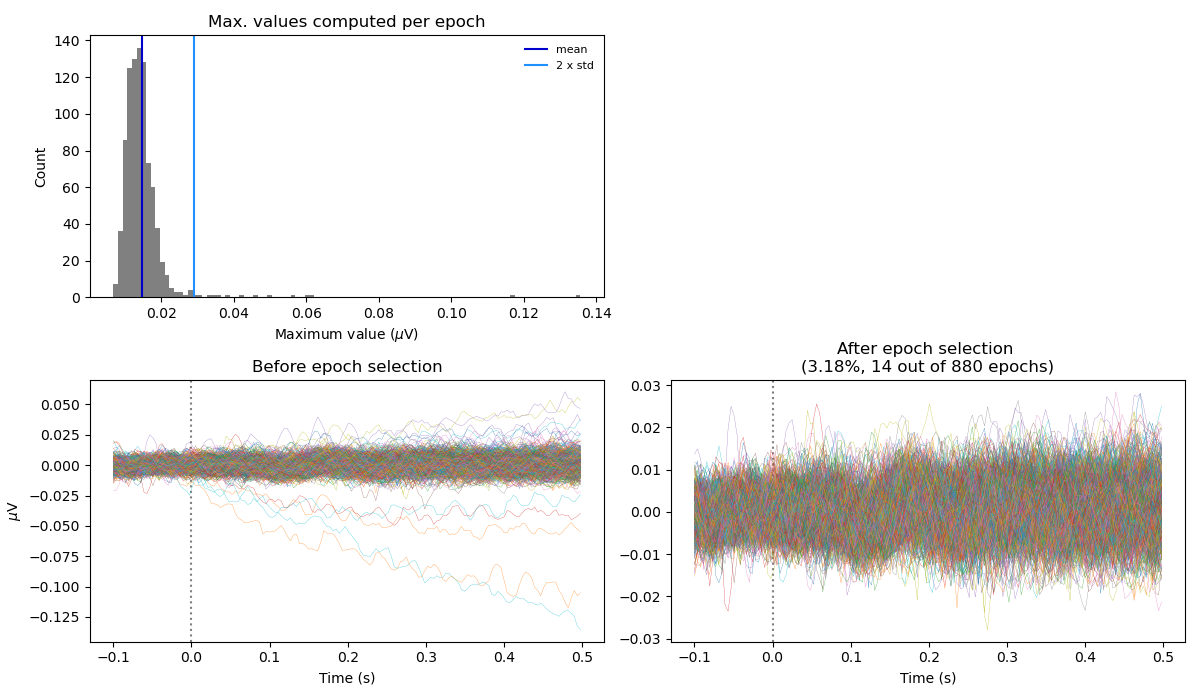 Max. values computed per epoch
140
120
100
80
60
40
20
0
Count
mean
2 x std
0.02 0.04 0.06 0.08 0.10 0.12 0.14
Maximum value (μV)
Before epoch selection
0.050
0.025
0.000
−0.025
−0.050
−0.075
−0.100
−0.125
μV
−0.1 0.0 0.1 0.2 0.3 0.4 0.5
Time (s)
After epoch selection
(3.18%, 14 out of 880 epochs)
0.03
0.02
0.01
0.00
−0.01
−0.02
−0.03
−0.1 0.0 0.1 0.2 0.3 0.4 0.5
Time (s)